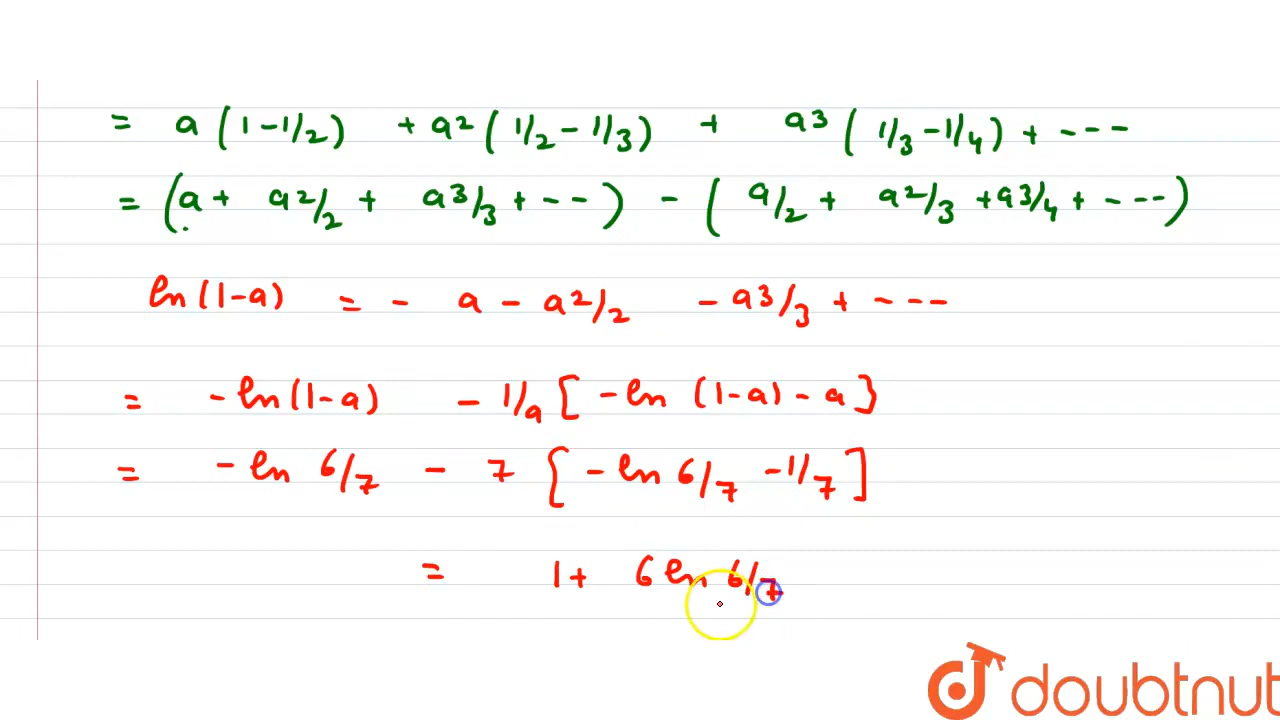 = a (1-1/2) + a2 (1/2-1/3) + a3 (1/3-1/4) + ---
= (a + a2/2 + a3/3 + --) - (a/2 + a2/3 + a3/4 + ---)
ln(1-a) = - a - a2/2 - a3/3 + ---
= -ln(1-a) - 1/a [-ln (1-a) - a]
= -ln 6/7 - 7 [-ln 6/7 -1/7]
= 1+ 6 ln 6/7
doubtnut